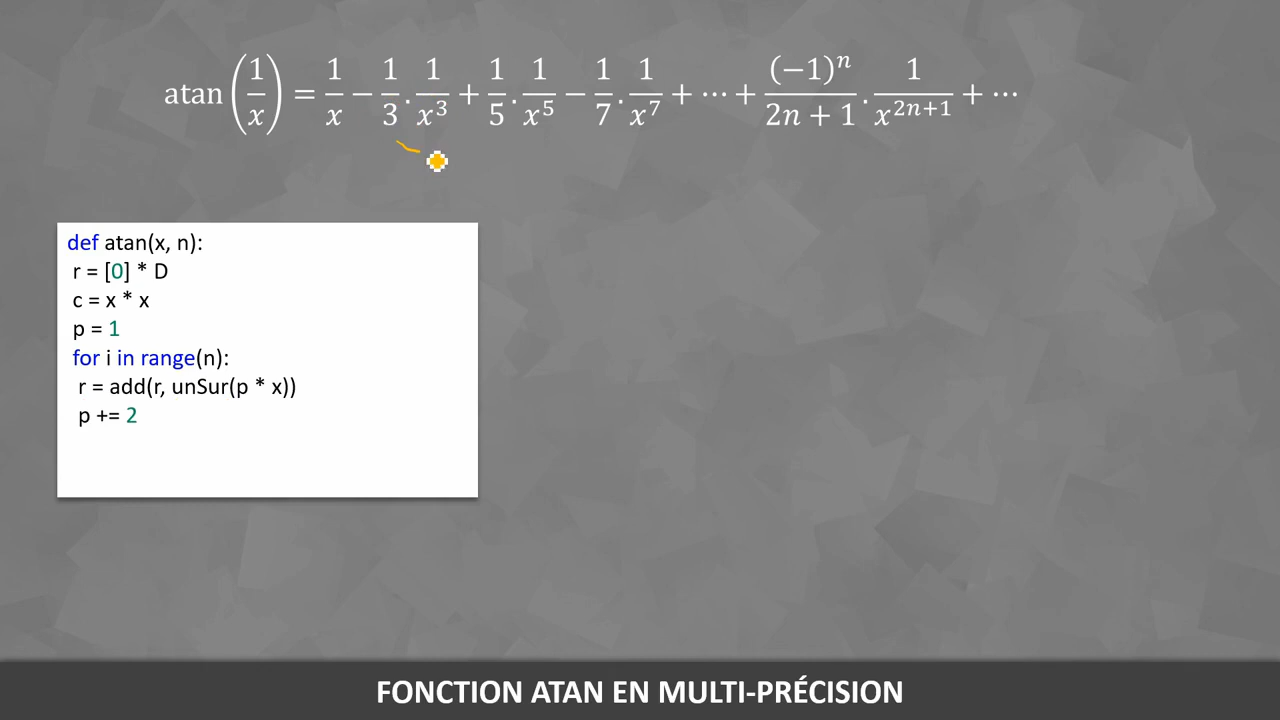 atan(1/x) = 1/x − 1/3 . 1/x³ + 1/5 . 1/x⁵ − 1/7 . 1/x⁷ + ⋯ + (−1)ⁿ/(2n + 1) . 1/x²ⁿ⁺¹ + ⋯
def atan(x, n):
r = [0] * D
c = x * x
p = 1
for i in range(n):
r = add(r, unSur(p * x))
p += 2
FONCTION ATAN EN MULTI-PRÉCISION